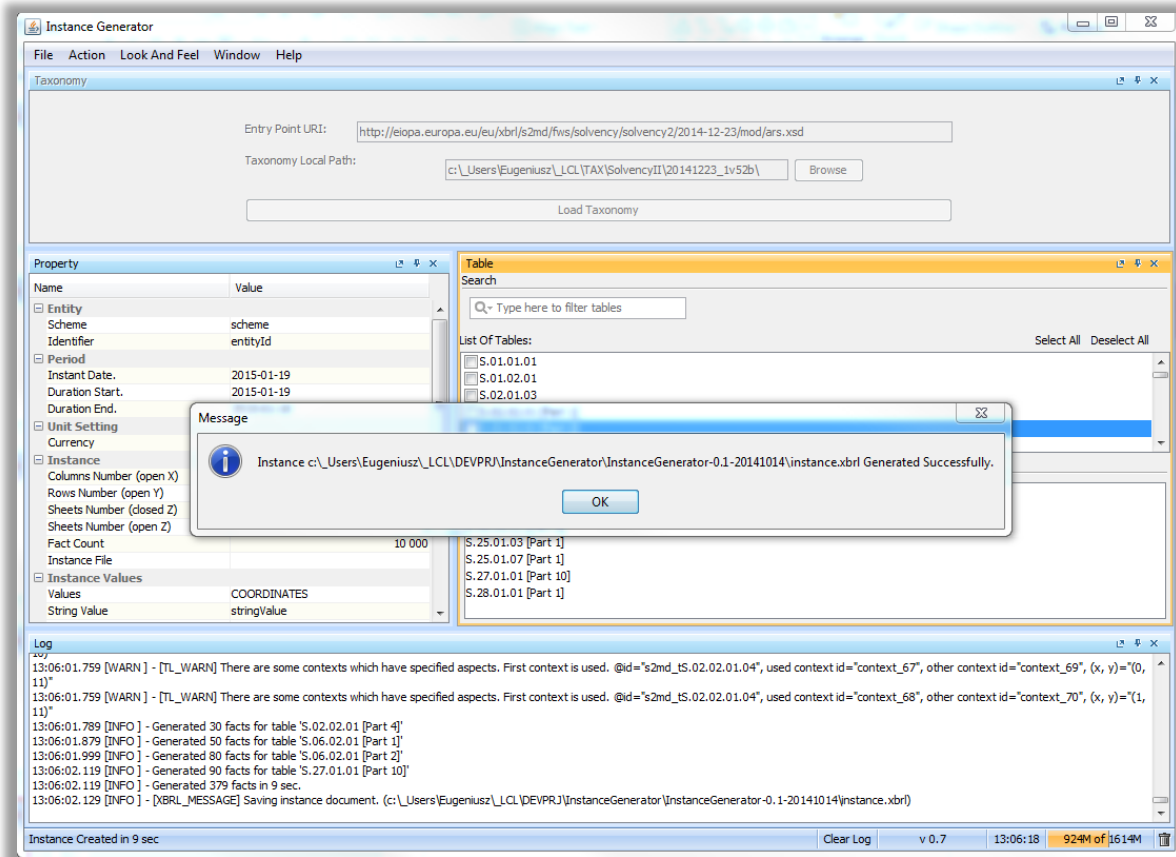 Instance Generator
File Action Look And Feel Window Help
Taxonomy
Entry Point URI: http://eiopa.europa.eu/eu/xbrl/s2md/fws/solvency/solvency2/2014-12-23/mod/ars.xsd
Taxonomy Local Path: c:\_Users\Eugeniusz\_LCL\TAX\SolvencyII\20141223_1v52b\ Browse
Load Taxonomy
Property
Name Value
Entity
Scheme scheme
Identifier entityId
Period
Instant Date. 2015-01-19
Duration Start. 2015-01-19
Duration End.
Unit Setting
Currency
Instance
Columns Number (open X)
Rows Number (open Y)
Sheets Number (closed Z)
Sheets Number (open Z)
Fact Count 10 000
Instance File
Instance Values
Values COORDINATES
String Value stringValue
Table
Search
Type here to filter tables
List Of Tables: Select All Deselect All
S.01.01.01
S.01.02.01
S.02.01.03
Message
Instance c:\_Users\Eugeniusz\_LCL\DEVPRJ\InstanceGenerator\InstanceGenerator-0.1-20141014\instance.xbrl Generated Successfully.
OK
S.25.01.03 [Part 1]
S.25.01.07 [Part 1]
S.27.01.01 [Part 10]
S.28.01.01 [Part 1]
Log
10)"
13:06:01.759 [WARN ] - [TL_WARN] There are some contexts which have specified aspects. First context is used. @id="s2md_tS.02.02.01.04", used context id="context_67", other context id="context_69", (x, y)="(0,
11)"
13:06:01.759 [WARN ] - [TL_WARN] There are some contexts which have specified aspects. First context is used. @id="s2md_tS.02.02.01.04", used context id="context_68", other context id="context_70", (x, y)="(1,
11)"
13:06:01.789 [INFO ] - Generated 30 facts for table 'S.02.02.01 [Part 4]'
13:06:01.879 [INFO ] - Generated 50 facts for table 'S.06.02.01 [Part 1]'
13:06:01.999 [INFO ] - Generated 80 facts for table 'S.06.02.01 [Part 2]'
13:06:02.119 [INFO ] - Generated 90 facts for table 'S.27.01.01 [Part 10]'
13:06:02.119 [INFO ] - Generated 379 facts in 9 sec.
13:06:02.129 [INFO ] - [XBRL_MESSAGE] Saving instance document. (c:\_Users\Eugeniusz\_LCL\DEVPRJ\InstanceGenerator\InstanceGenerator-0.1-20141014\instance.xbrl)
Instance Created in 9 sec Clear Log v 0.7 13:06:18 924M of 1614M